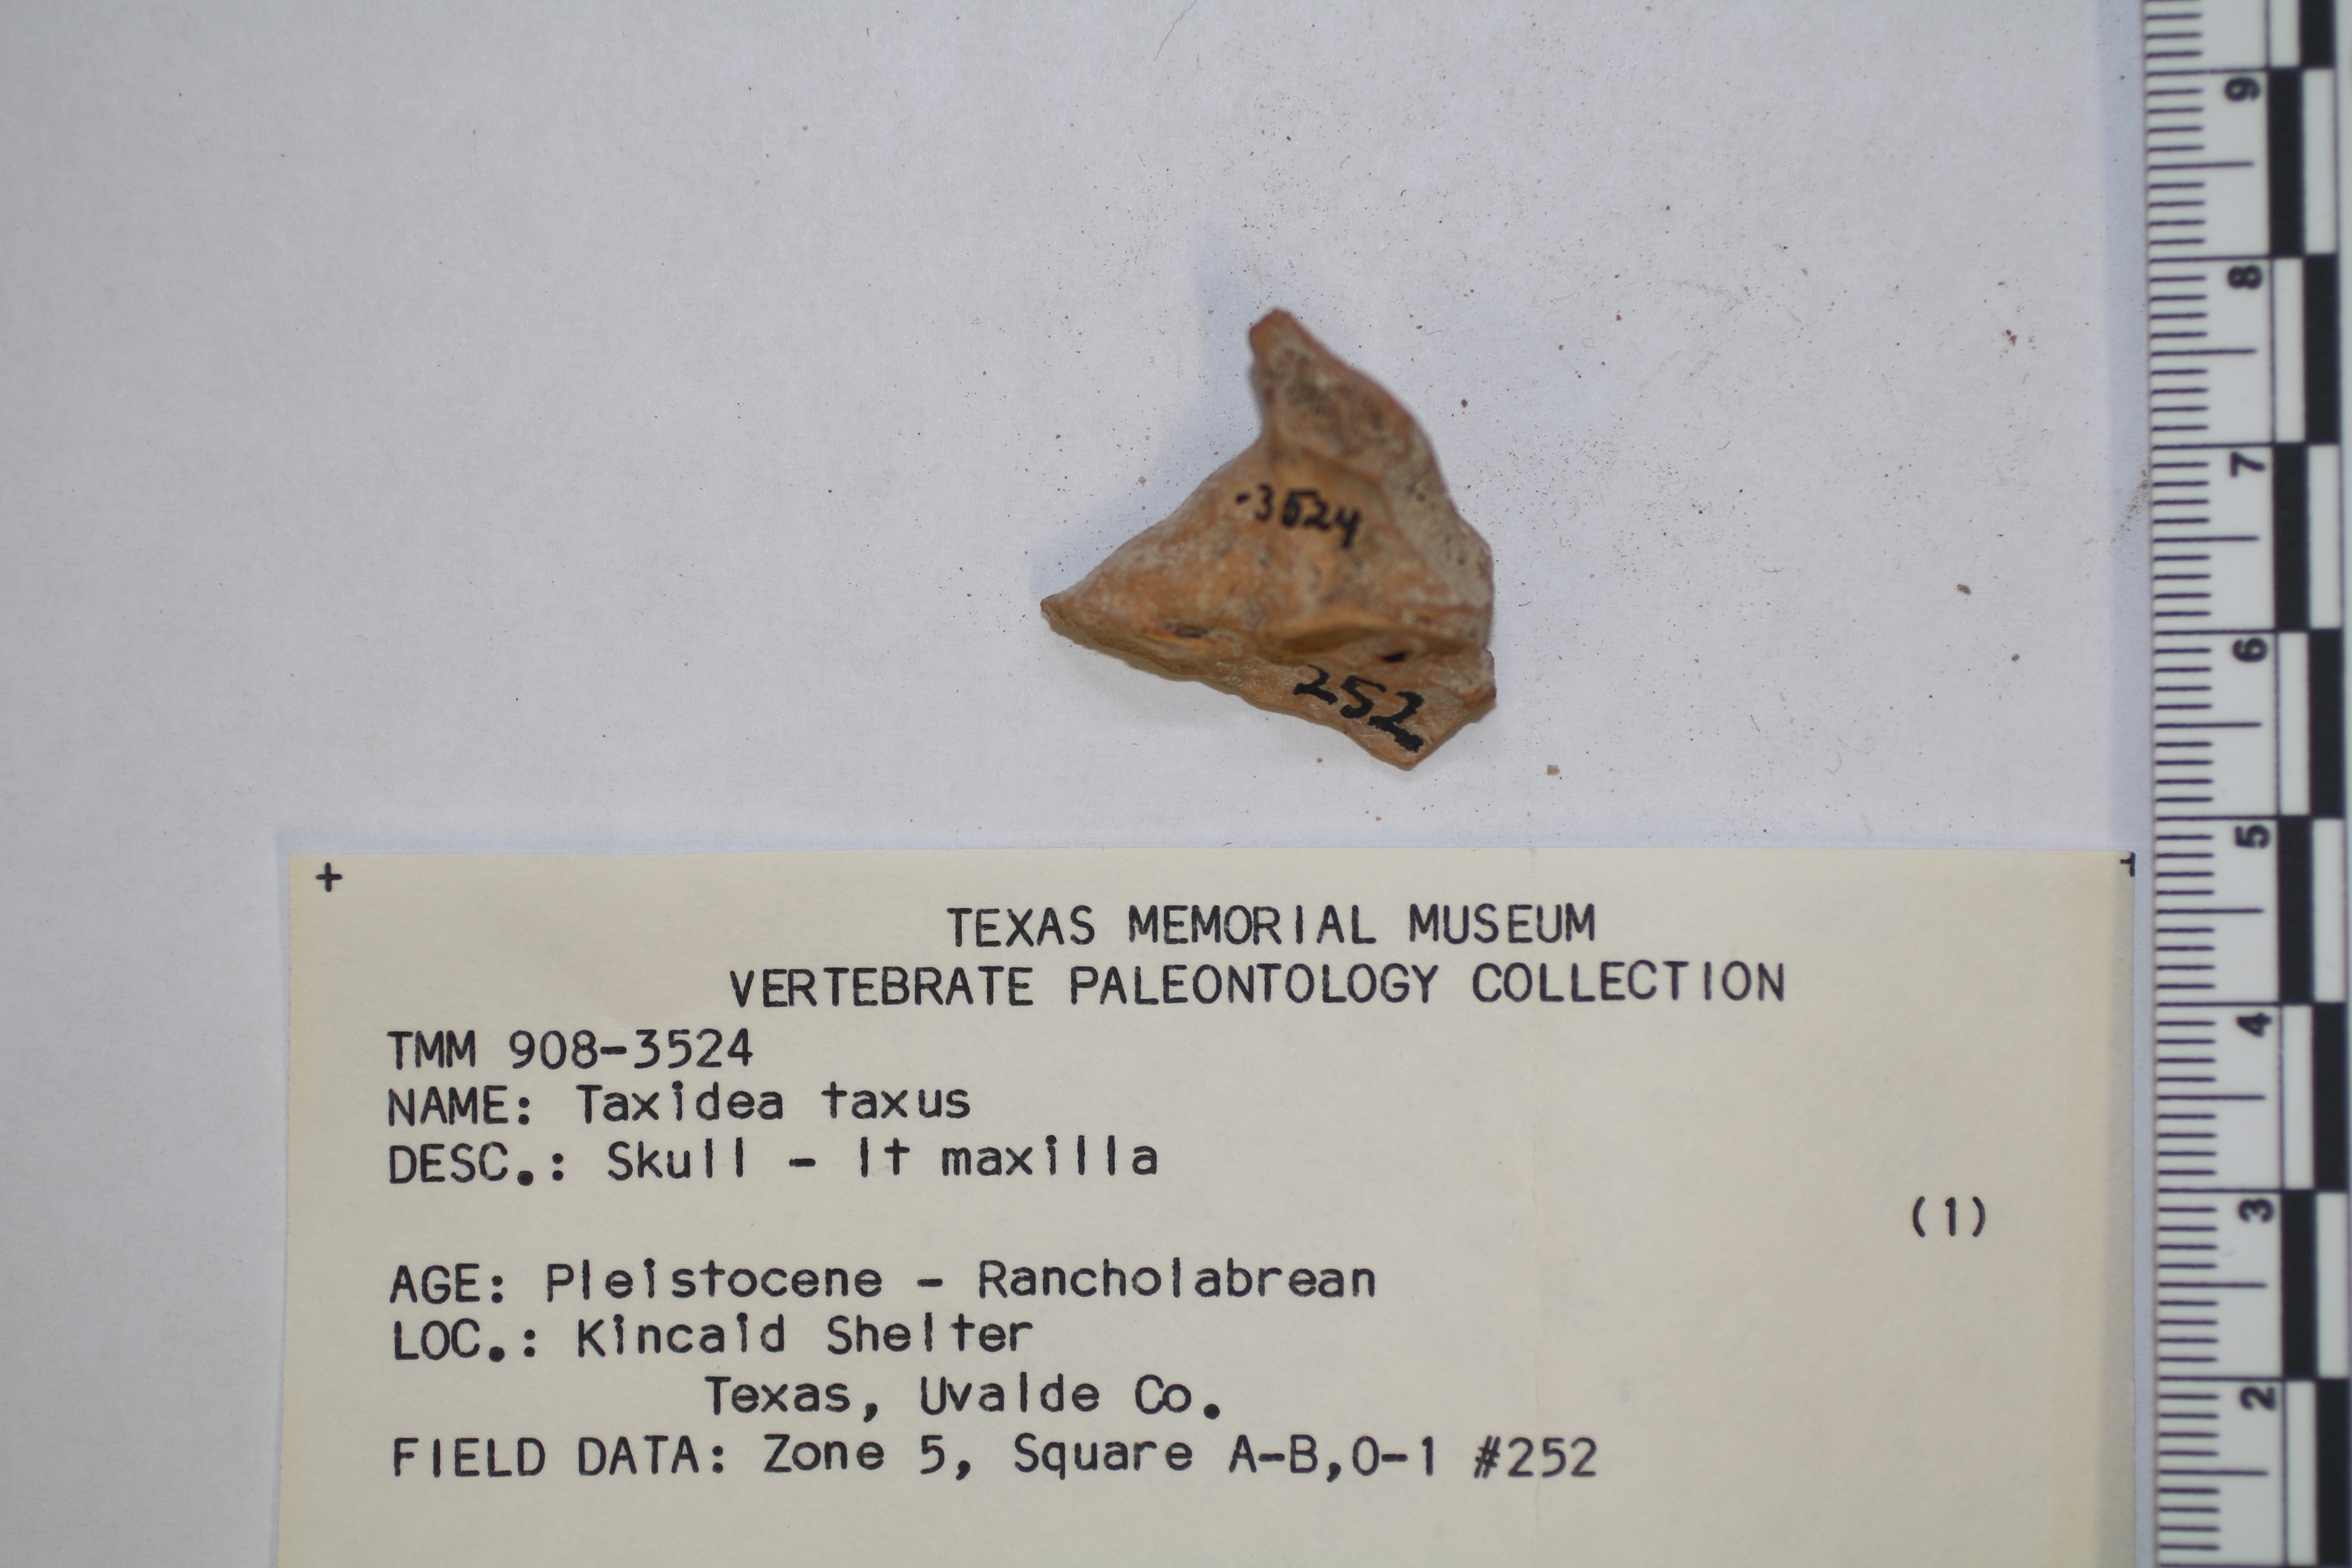 -3524
252
TEXAS MEMORIAL MUSEUM
VERTEBRATE PALEONTOLOGY COLLECTION
TMM 908-3524
NAME: Taxidea taxus
DESC.: Skull - lt maxilla
(1)
AGE: Pleistocene - Rancholabrean
LOC.: Kincaid Shelter
Texas, Uvalde Co.
FIELD DATA: Zone 5, Square A-B,0-1 #252
9
8
7
6
5
4
3
2